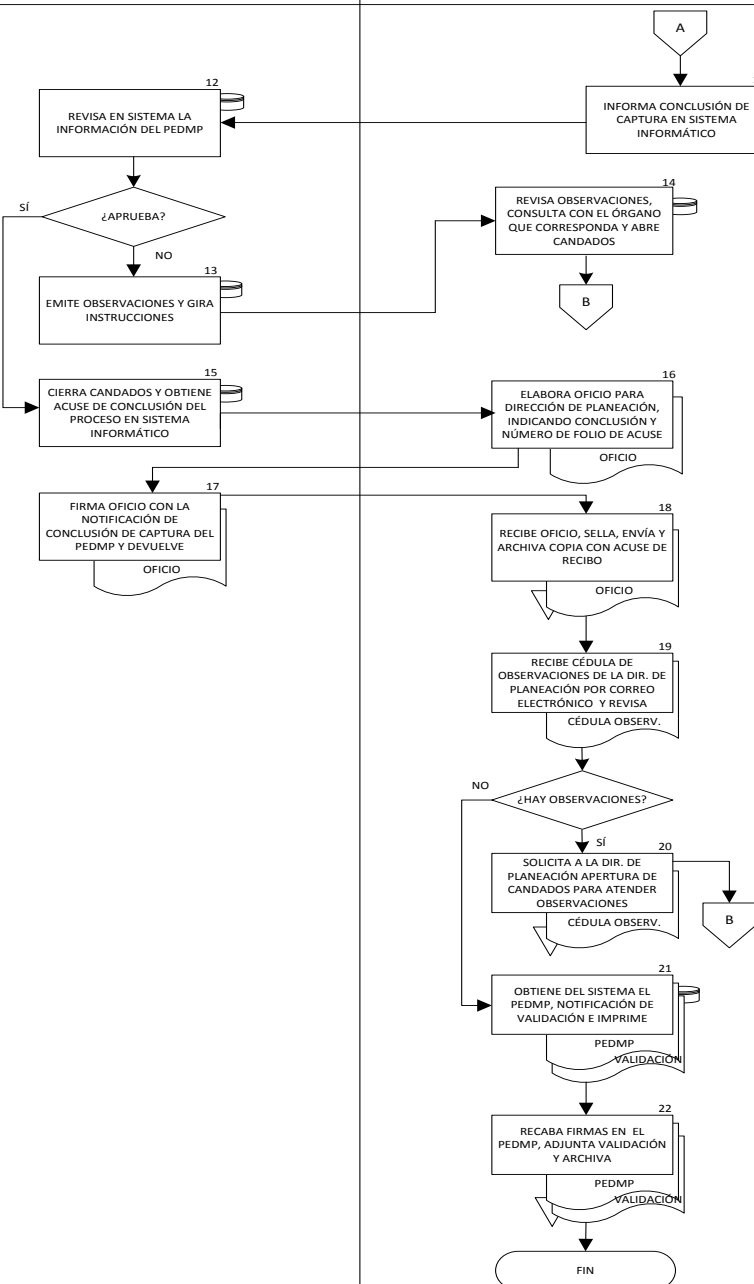 A
INFORMA CONCLUSIÓN DE
CAPTURA EN SISTEMA
INFORMÁTICO
12
REVISA EN SISTEMA LA
INFORMACIÓN DEL PEDMP
¿APRUEBA?
SÍ
NO
13
EMITE OBSERVACIONES Y GIRA
INSTRUCCIONES
14
REVISA OBSERVACIONES,
CONSULTA CON EL ÓRGANO
QUE CORRESPONDA Y ABRE
CANDADOS
B
15
CIERRA CANDADOS Y OBTIENE
ACUSE DE CONCLUSIÓN DEL
PROCESO EN SISTEMA
INFORMÁTICO
16
ELABORA OFICIO PARA
DIRECCIÓN DE PLANEACIÓN,
INDICANDO CONCLUSIÓN Y
NÚMERO DE FOLIO DE ACUSE
OFICIO
17
FIRMA OFICIO CON LA
NOTIFICACIÓN DE
CONCLUSIÓN DE CAPTURA DEL
PEDMP Y DEVUELVE
OFICIO
18
RECIBE OFICIO, SELLA, ENVÍA Y
ARCHIVA COPIA CON ACUSE DE
RECIBO
OFICIO
19
RECIBE CÉDULA DE
OBSERVACIONES DE LA DIR. DE
PLANEACIÓN POR CORREO
ELECTRÓNICO Y REVISA
CÉDULA OBSERV.
¿HAY OBSERVACIONES?
NO
SÍ
20
SOLICITA A LA DIR. DE
PLANEACIÓN APERTURA DE
CANDADOS PARA ATENDER
OBSERVACIONES
CÉDULA OBSERV.
B
21
OBTIENE DEL SISTEMA EL
PEDMP, NOTIFICACIÓN DE
VALIDACIÓN E IMPRIME
PEDMP
VALIDACIÓN
22
RECABA FIRMAS EN EL
PEDMP, ADJUNTA VALIDACIÓN
Y ARCHIVA
PEDMP
VALIDACIÓN
FIN